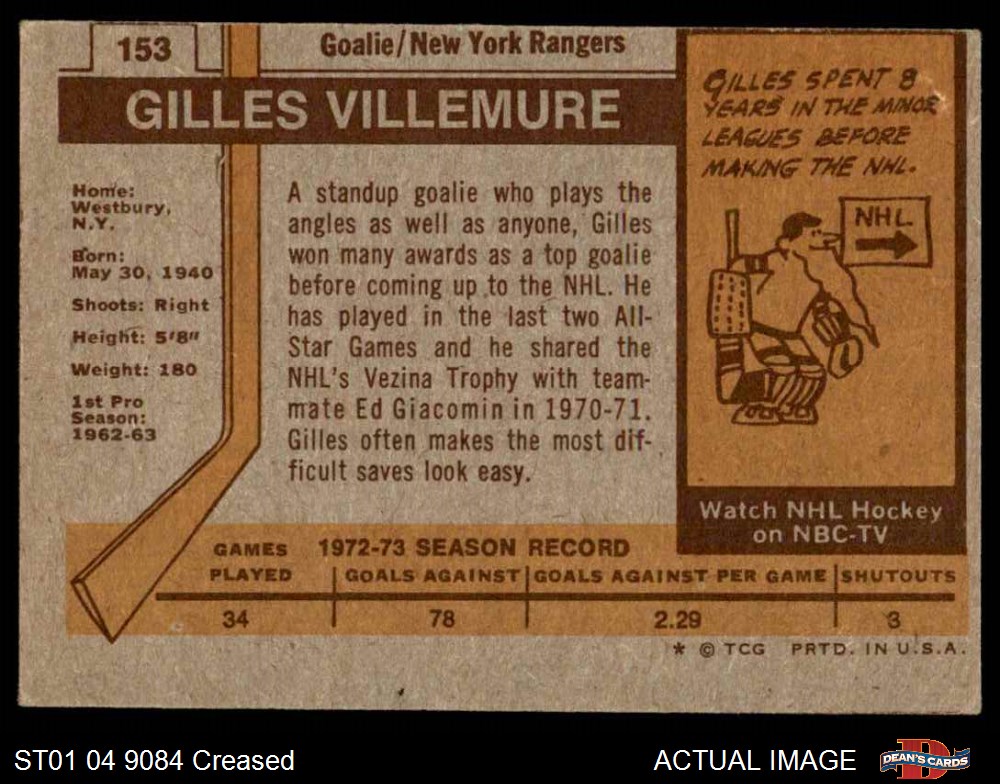 153
Goalie/New York Rangers
GILLES VILLEMURE
Home:
Westbury,
N.Y.
Born:
May 30, 1940
Shoots: Right
Height: 5'8"
Weight: 180
1st Pro
Season:
1962-63
A standup goalie who plays the
angles as well as anyone, Gilles
won many awards as a top goalie
before coming up to the NHL. He
has played in the last two All-
Star Games and he shared the
NHL's Vezina Trophy with team-
mate Ed Giacomin in 1970-71.
Gilles often makes the most dif-
ficult saves look easy.
GILLES SPENT 8
YEARS IN THE MINOR
LEAGUES BEFORE
MAKING THE NHL.
NHL
Watch NHL Hockey
on NBC-TV
1972-73 SEASON RECORD
GAMES
PLAYED GOALS AGAINST GOALS AGAINST PER GAME SHUTOUTS
34 78 2.29 3
* © TCG PRTD. IN U.S.A.
ST01 04 9084 Creased
ACTUAL IMAGE
D
DEAN'S CARDS